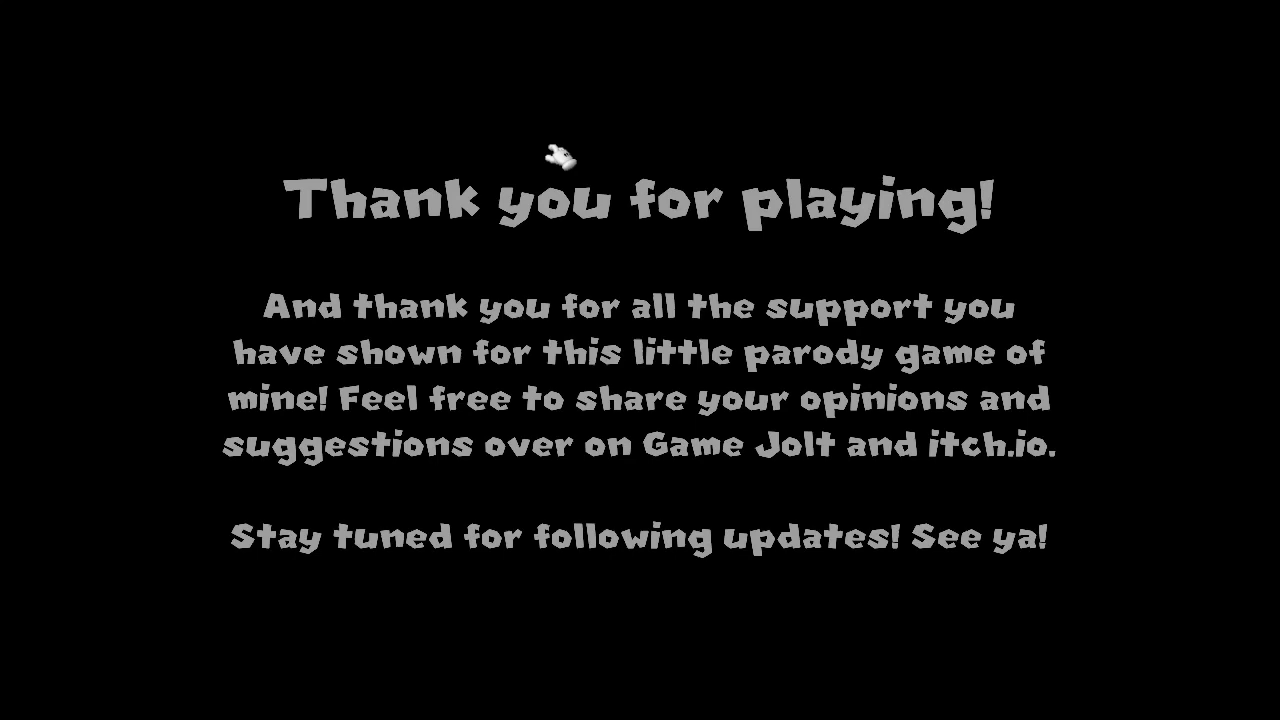 Thank you for playing!
And thank you for all the support you
have shown for this little parody game of
mine! Feel free to share your opinions and
suggestions over on Game Jolt and itch.io.
Stay tuned for following updates! See ya!